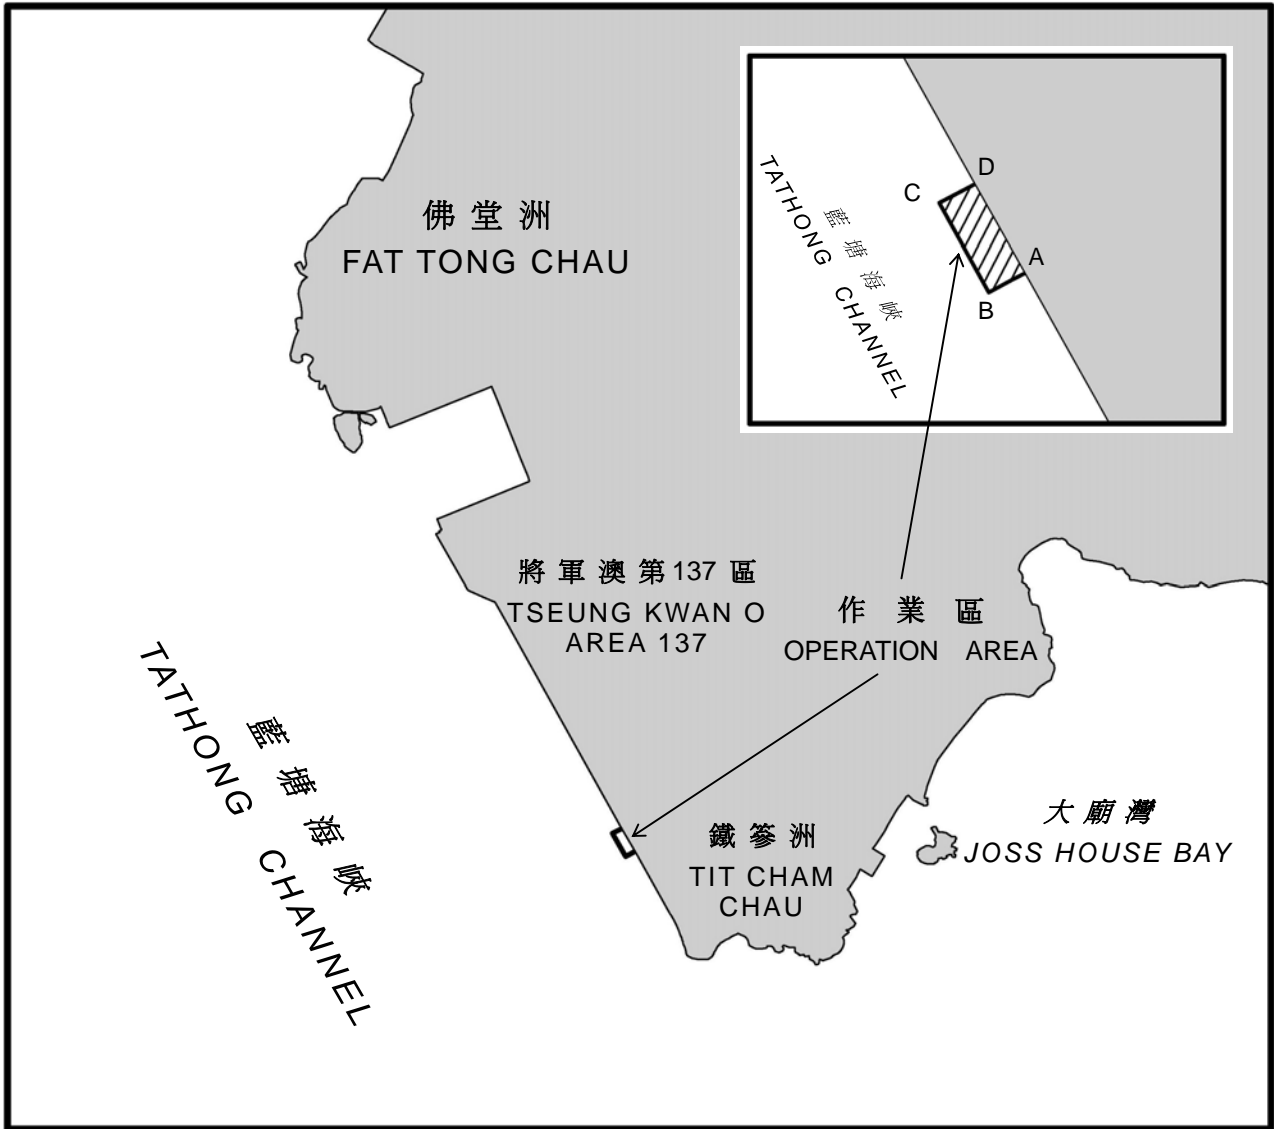 佛堂洲
FAT TONG CHAU
D
C
A
B
藍塘海峽
TATHONG CHANNEL
將軍澳第137區
TSEUNG KWAN O
AREA 137
作業區
OPERATION AREA
藍塘海峽
TATHONG CHANNEL
鐵篸洲
TIT CHAM
CHAU
大廟灣
JOSS HOUSE BAY